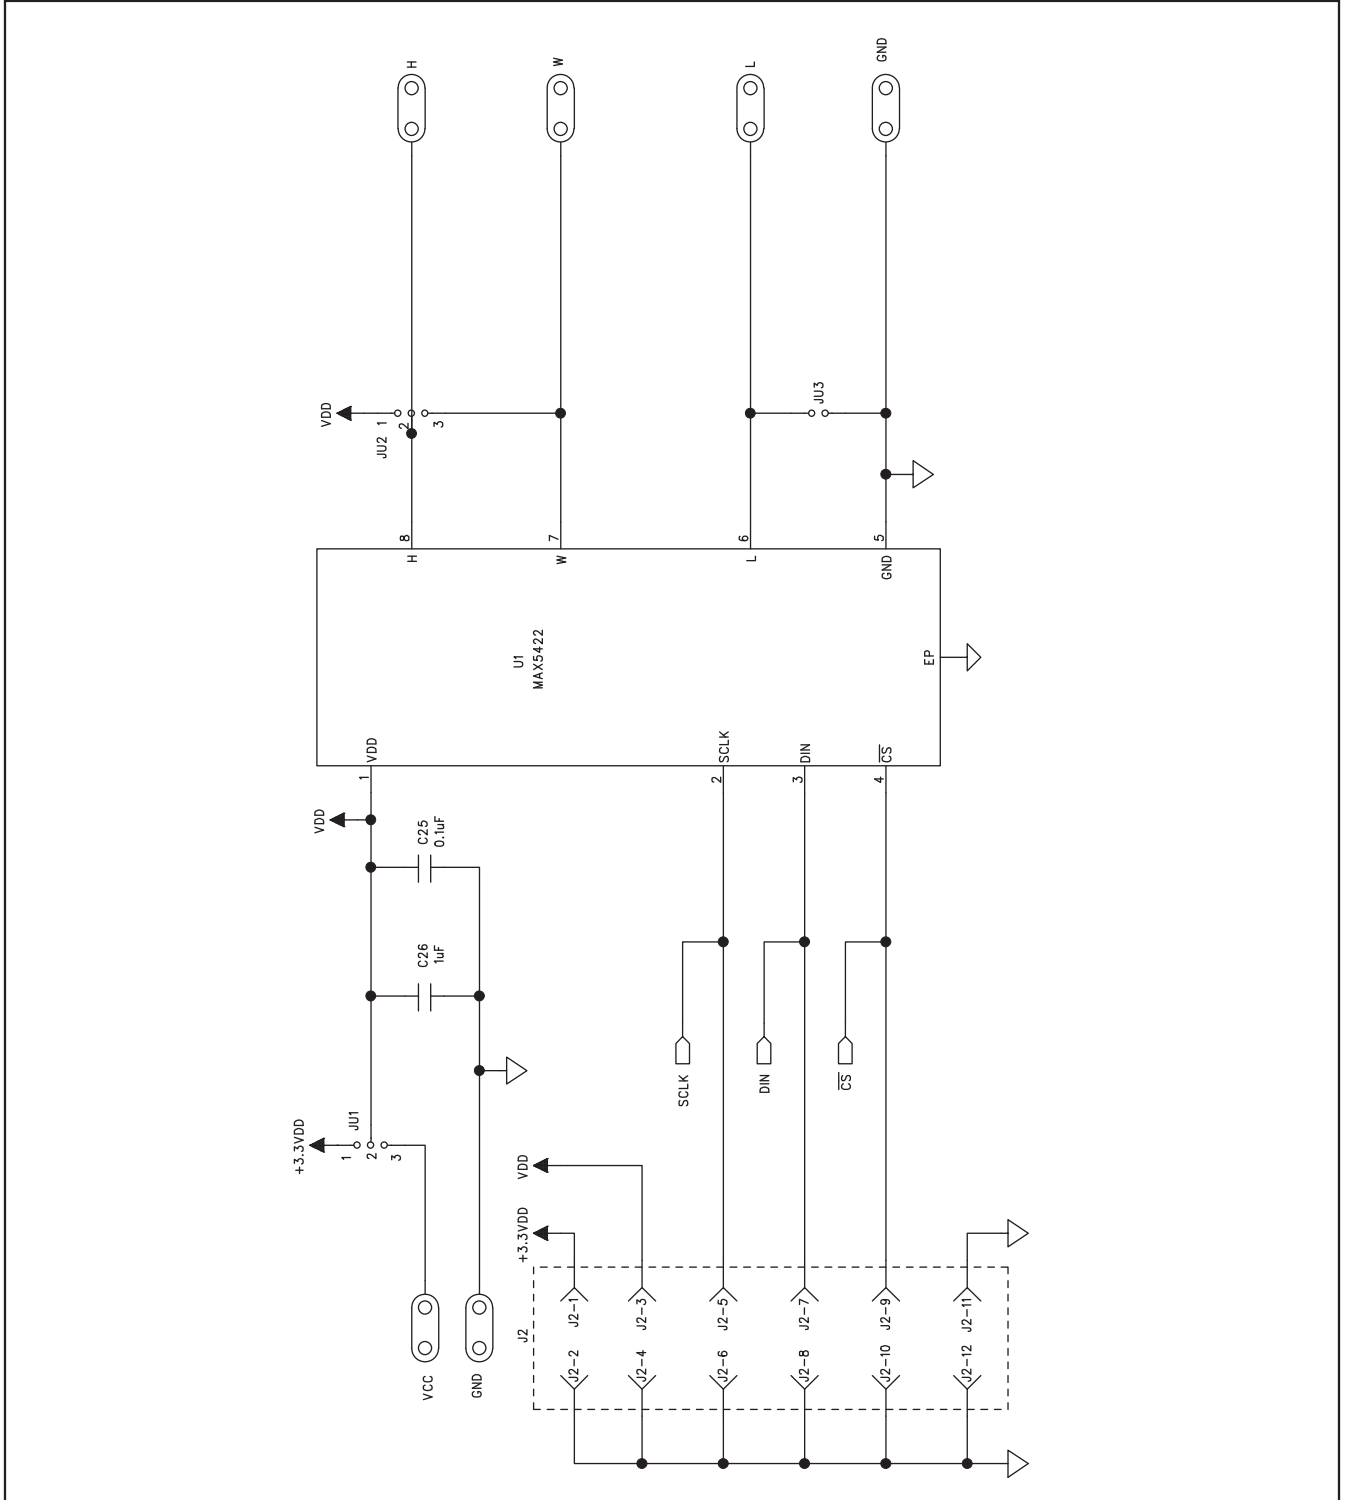 H
W
L
GND
VDD
1
2
3
JU2
JU3
8
7
6
5
H
W
L
GND
U1
MAX5422
EP
VDD
SCLK
DIN
CS
1
2
3
4
VDD
C25
0.1uF
C26
1uF
SCLK
DIN
CS
+3.3VDD
JU1
1
2
3
VDD
+3.3VDD
J2
J2-1
J2-3
J2-5
J2-7
J2-9
J2-11
J2-2
J2-4
J2-6
J2-8
J2-10
J2-12
VCC
GND